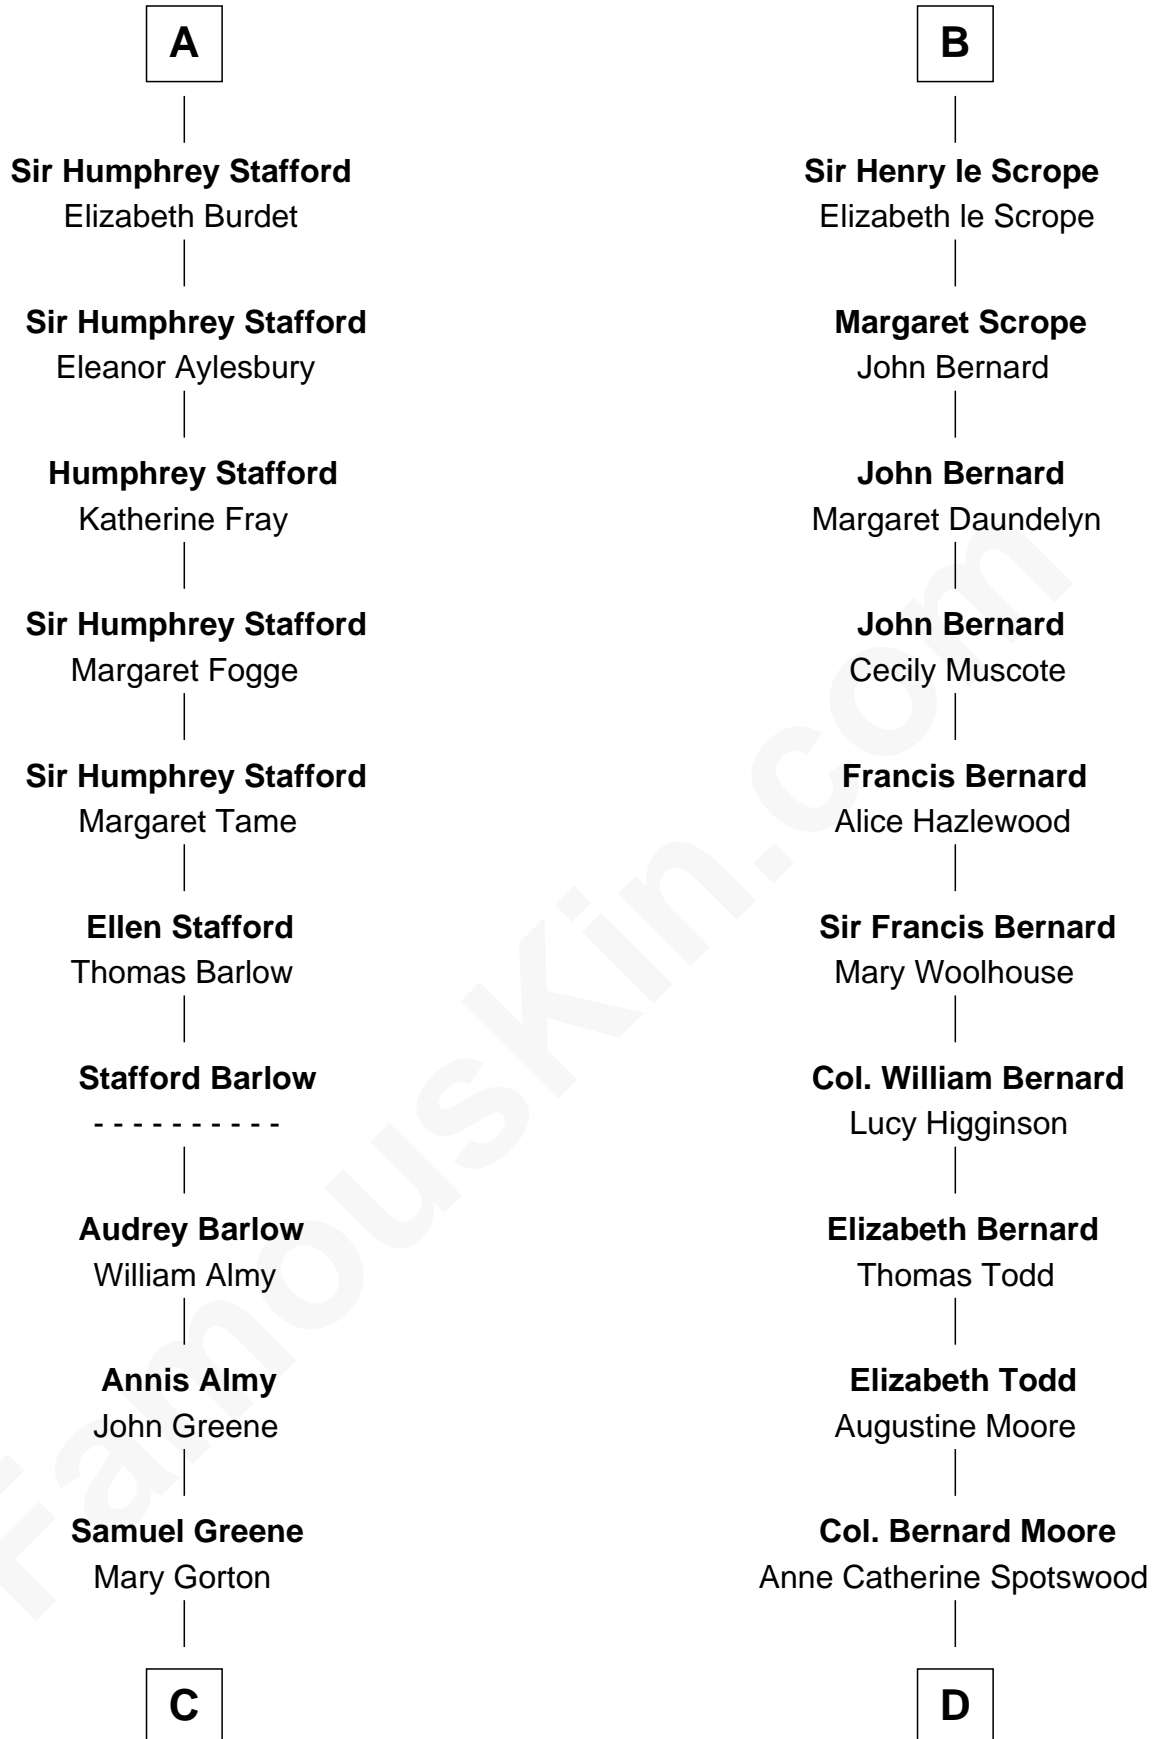 A
Sir Humphrey Stafford
Elizabeth Burdet
Sir Humphrey Stafford
Eleanor Aylesbury
Humphrey Stafford
Katherine Fray
Sir Humphrey Stafford
Margaret Fogge
Sir Humphrey Stafford
Margaret Tame
Ellen Stafford
Thomas Barlow
Stafford Barlow
- - - - - - - - - -
Audrey Barlow
William Almy
Annis Almy
John Greene
Samuel Greene
Mary Gorton
C
B
Sir Henry le Scrope
Elizabeth le Scrope
Margaret Scrope
John Bernard
John Bernard
Margaret Daundelyn
John Bernard
Cecily Muscote
Francis Bernard
Alice Hazlewood
Sir Francis Bernard
Mary Woolhouse
Col. William Bernard
Lucy Higginson
Elizabeth Bernard
Thomas Todd
Elizabeth Todd
Augustine Moore
Col. Bernard Moore
Anne Catherine Spotswood
D
FamousKin.com